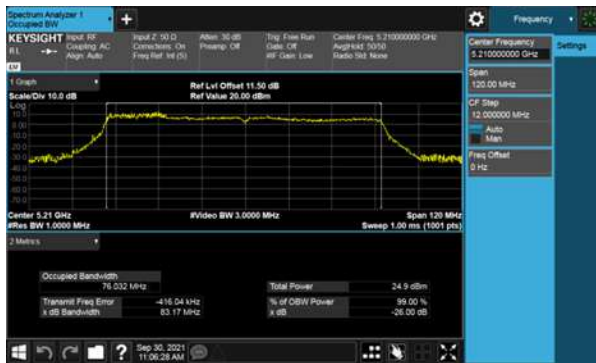 Spectrum Analyzer 1
Occupied BW
+
Frequency
KEYSIGHT
Input: RF
Coupling: AC
Align: Auto
Input Z: 50 Ω
Corrections: On
Freq Ref: Int (S)
Atten: 30 dB
Preamp: Off
Trig: Free Run
Gate: Off
#IF Gain: Low
Center Freq: 5.210000000 GHz
Avg|Hold: 50/50
Radio Std: None
RL
Center Frequency
5.210000000 GHz
Settings
Span
120.00 MHz
CF Step
12.000000 MHz
Auto
Man
Freq Offset
0 Hz
1 Graph
Scale/Div 10.0 dB
Ref Lvl Offset 11.50 dB
Ref Value 20.00 dBm
Log
10.0
0.00
-10.0
-20.0
-30.0
-40.0
-50.0
-60.0
-70.0
Center 5.21 GHz
#Video BW 3.0000 MHz
Span 120 MHz
#Res BW 1.0000 MHz
Sweep 1.00 ms (1001 pts)
2 Metrics
Occupied Bandwidth
76.032 MHz
Total Power 24.9 dBm
Transmit Freq Error -416.04 kHz
% of OBW Power 99.00 %
x dB Bandwidth 83.17 MHz
x dB -26.00 dB
?
Sep 30, 2021
11:06:28 AM